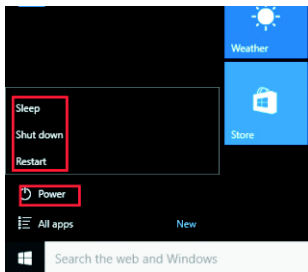 Weather
Sleep
Shut down
Store
Restart
Power
All apps New
Search the web and Windows